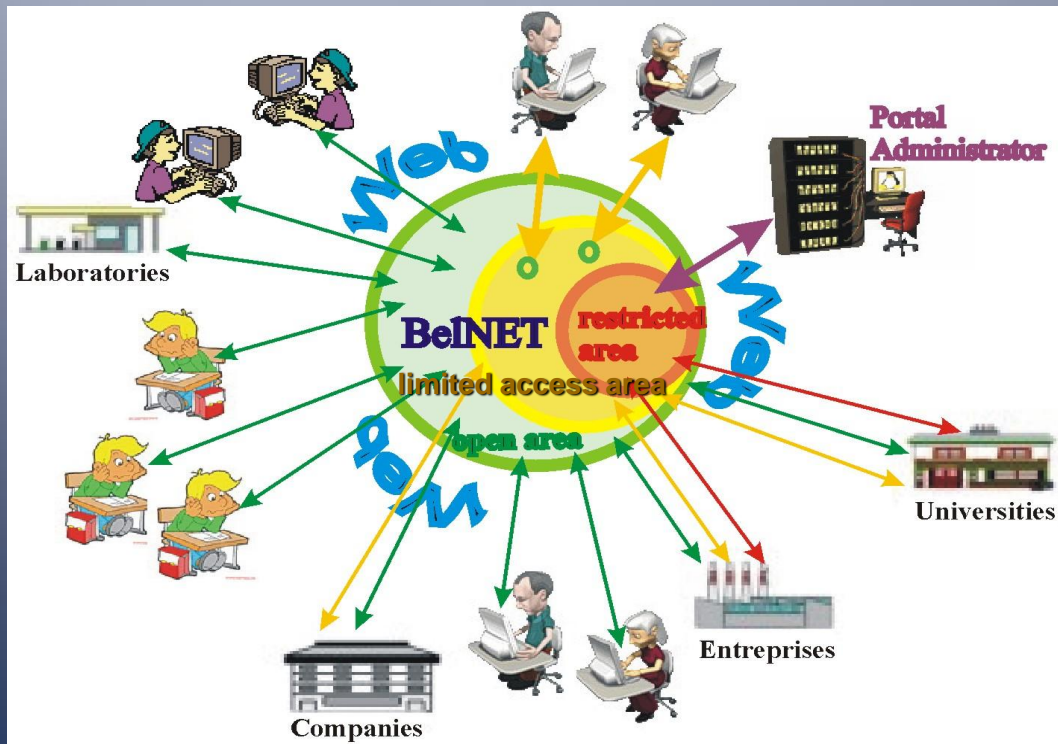 Web
Portal
Administrator
Laboratories
Web
BelNET
restricted
area
limited access area
open area
Web
Universities
Entreprises
Companies